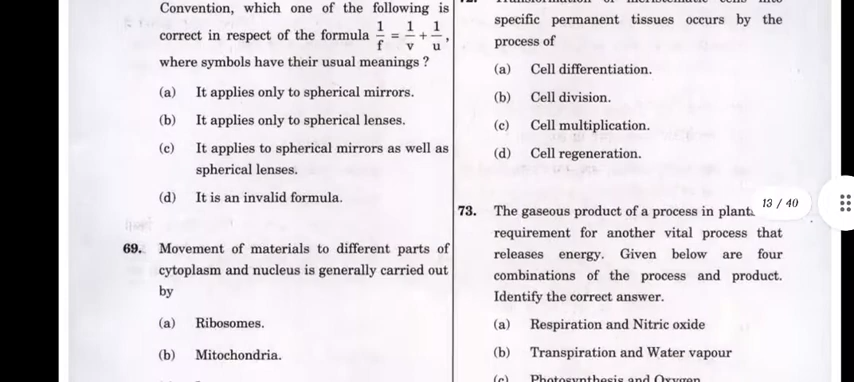 Convention, which one of the following is
correct in respect of the formula 1/f = 1/v + 1/u,
where symbols have their usual meanings ?
(a) It applies only to spherical mirrors.
(b) It applies only to spherical lenses.
(c) It applies to spherical mirrors as well as
spherical lenses.
(d) It is an invalid formula.
69. Movement of materials to different parts of
cytoplasm and nucleus is generally carried out
by
(a) Ribosomes.
(b) Mitochondria.
specific permanent tissues occurs by the
process of
(a) Cell differentiation.
(b) Cell division.
(c) Cell multiplication.
(d) Cell regeneration.
13 / 40
73. The gaseous product of a process in plant
requirement for another vital process that
releases energy. Given below are four
combinations of the process and product.
Identify the correct answer.
(a) Respiration and Nitric oxide
(b) Transpiration and Water vapour
(c) Photosynthesis and Oxygen